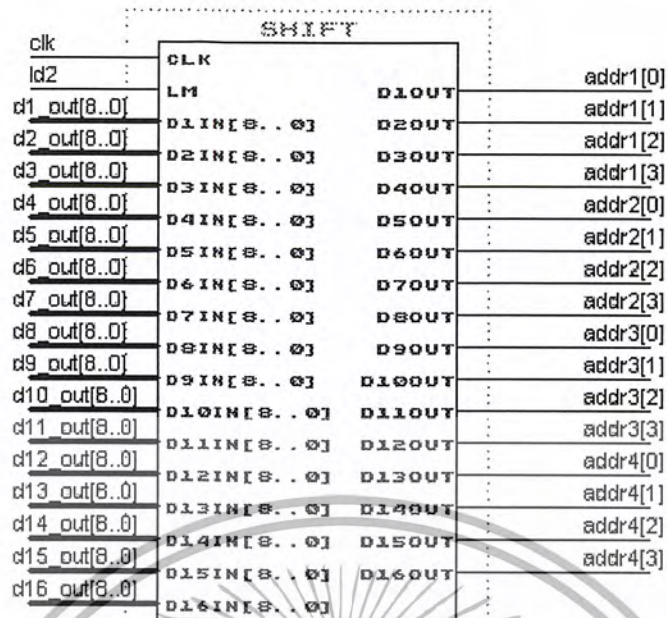 SHIFT
clk
CLK
ld2
LM
D1OUT
addr1[0]
d1_out[8..0]
D1IN[8..0]
D2OUT
addr1[1]
d2_out[8..0]
D2IN[8..0]
D3OUT
addr1[2]
d3_out[8..0]
D3IN[8..0]
D4OUT
addr1[3]
d4_out[8..0]
D4IN[8..0]
D5OUT
addr2[0]
d5_out[8..0]
D5IN[8..0]
D6OUT
addr2[1]
d6_out[8..0]
D6IN[8..0]
D7OUT
addr2[2]
d7_out[8..0]
D7IN[8..0]
D8OUT
addr2[3]
d8_out[8..0]
D8IN[8..0]
D9OUT
addr3[0]
d9_out[8..0]
D9IN[8..0]
D10OUT
addr3[1]
d10_out[8..0]
D10IN[8..0]
D11OUT
addr3[2]
d11_out[8..0]
D11IN[8..0]
D12OUT
addr3[3]
d12_out[8..0]
D12IN[8..0]
D13OUT
addr4[0]
d13_out[8..0]
D13IN[8..0]
D14OUT
addr4[1]
d14_out[8..0]
D14IN[8..0]
D15OUT
addr4[2]
d15_out[8..0]
D15IN[8..0]
D16OUT
addr4[3]
d16_out[8..0]
D16IN[8..0]